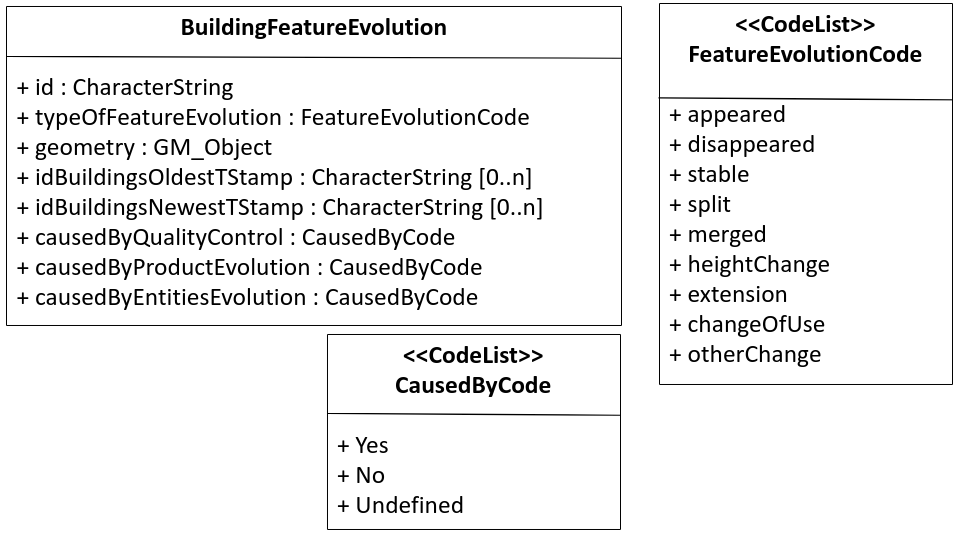 BuildingFeatureEvolution
+ id : CharacterString
+ typeOfFeatureEvolution : FeatureEvolutionCode
+ geometry : GM_Object
+ idBuildingsOldestTStamp : CharacterString [0..n]
+ idBuildingsNewestTStamp : CharacterString [0..n]
+ causedByQualityControl : CausedByCode
+ causedByProductEvolution : CausedByCode
+ causedByEntitiesEvolution : CausedByCode
<<CodeList>>
FeatureEvolutionCode
+ appeared
+ disappeared
+ stable
+ split
+ merged
+ heightChange
+ extension
+ changeOfUse
+ otherChange
<<CodeList>>
CausedByCode
+ Yes
+ No
+ Undefined